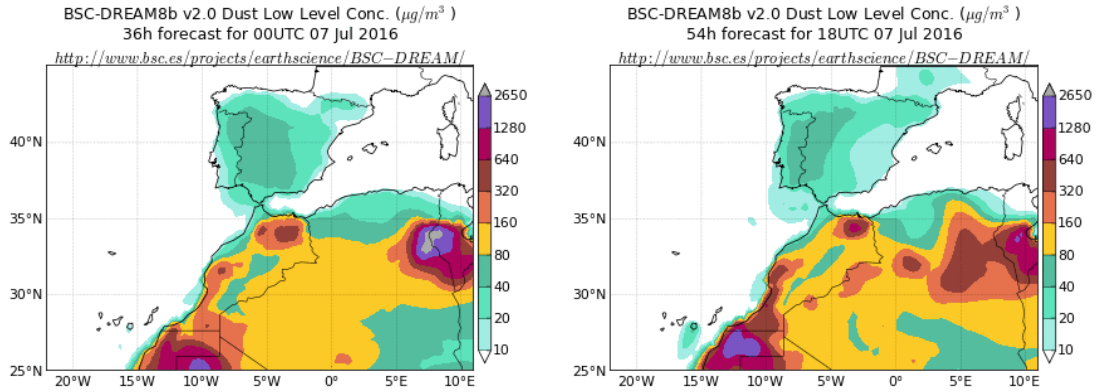 BSC-DREAM8b v2.0 Dust Low Level Conc. (μg/m³ )
36h forecast for 00UTC 07 Jul 2016
http://www.bsc.es/projects/earthscience/BSC−DREAM/
40°N
35°N
30°N
25°N
20°W
15°W
10°W
5°W
0°
5°E
10°E
2650
1280
640
320
160
80
40
20
10
BSC-DREAM8b v2.0 Dust Low Level Conc. (μg/m³ )
54h forecast for 18UTC 07 Jul 2016
http://www.bsc.es/projects/earthscience/BSC−DREAM/
40°N
35°N
30°N
25°N
20°W
15°W
10°W
5°W
0°
5°E
10°E
2650
1280
640
320
160
80
40
20
10